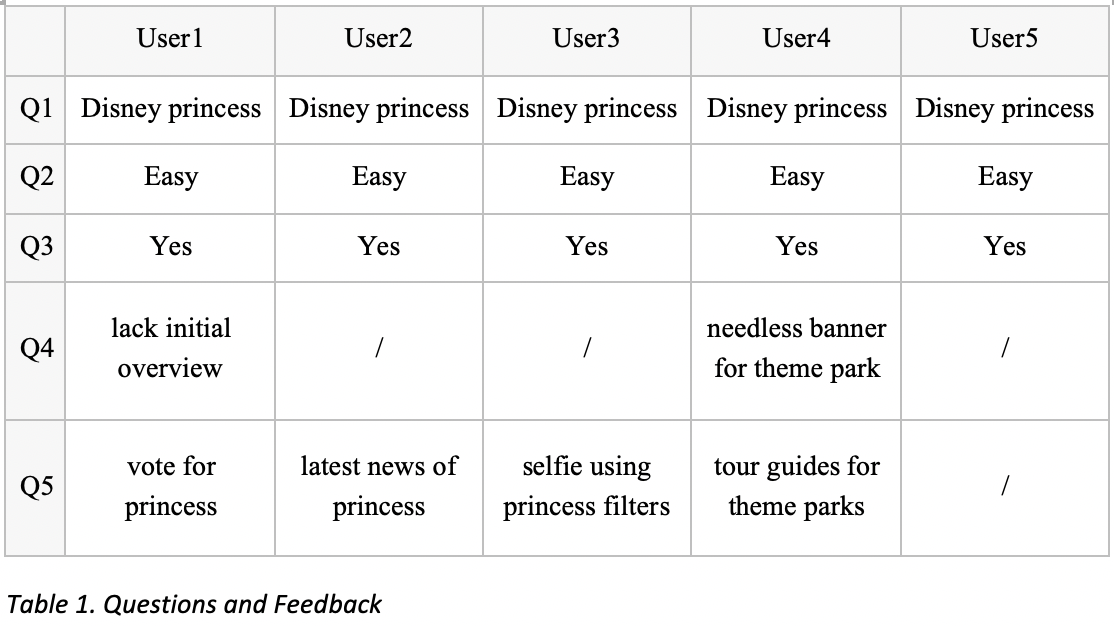 User1 User2 User3 User4 User5
Q1 Disney princess Disney princess Disney princess Disney princess Disney princess
Q2 Easy Easy Easy Easy Easy
Q3 Yes Yes Yes Yes Yes
Q4 lack initial overview / / needless banner for theme park /
Q5 vote for princess latest news of princess selfie using princess filters tour guides for theme parks /
Table 1. Questions and Feedback